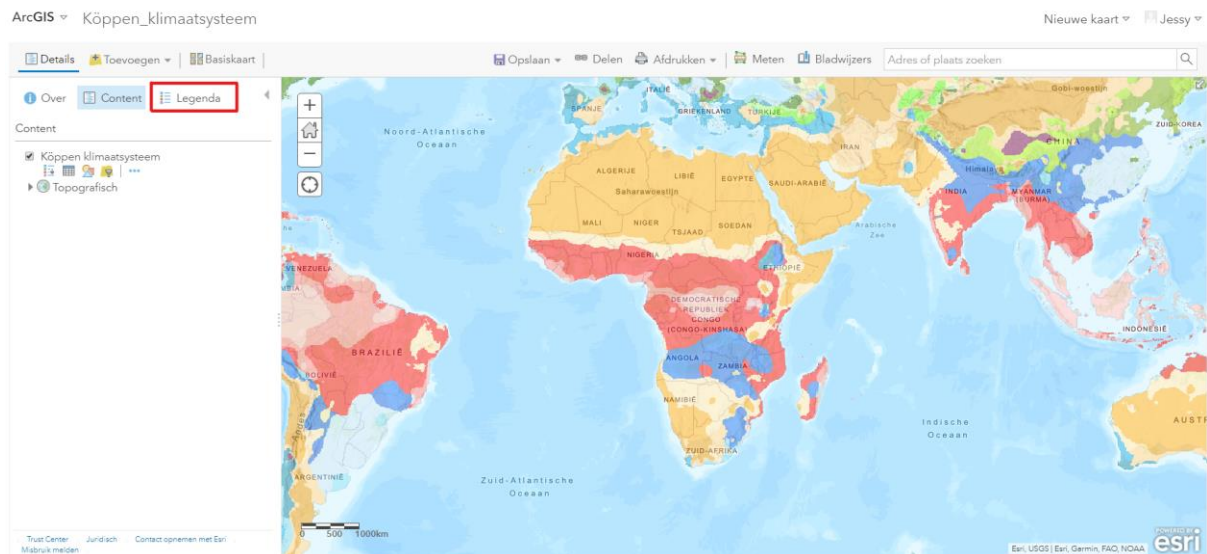 ArcGIS Köppen_klimaatsysteem Nieuwe kaart Jessy
Details Toevoegen Basiskaart Opslaan Delen Afdrukken Meten Bladwijzers Adres of plaats zoeken
Over Content Legenda
Content
Köppen klimaatsysteem
Topografisch
Trust Center Juridisch Contact opnemen met Esri
Misbruik melden
ITALIË
SPANJE
GRIEKENLAND
TURKIJE
Gobi-woestijn
ZUID-KOREA
Noord-Atlantische
Oceaan
IRAN
CHINA
ALGERIJE
LIBIË
EGYPTE
SAUDI-ARABIË
Himala
Saharawoestijn
INDIA
MYANMAR
(BURMA)
MALI
NIGER
TSJAAD
SOEDAN
Arabische
Zee
NIGERIA
VENEZUELA
ETHIOPIË
DEMOCRATISCHE
REPUBLIEK
CONGO
(CONGO-KINSHASA)
INDONESIË
BRAZILIË
ANGOLA
ZAMBIA
BOLIVIË
NAMIBIË
Andes
Indische
Oceaan
AUSTR
ZUID-AFRIKA
ARGENTINIË
Zuid-Atlantische
Oceaan
0 500 1000km
Esri, USGS | Esri, Garmin, FAO, NOAA
POWERED BY
esri